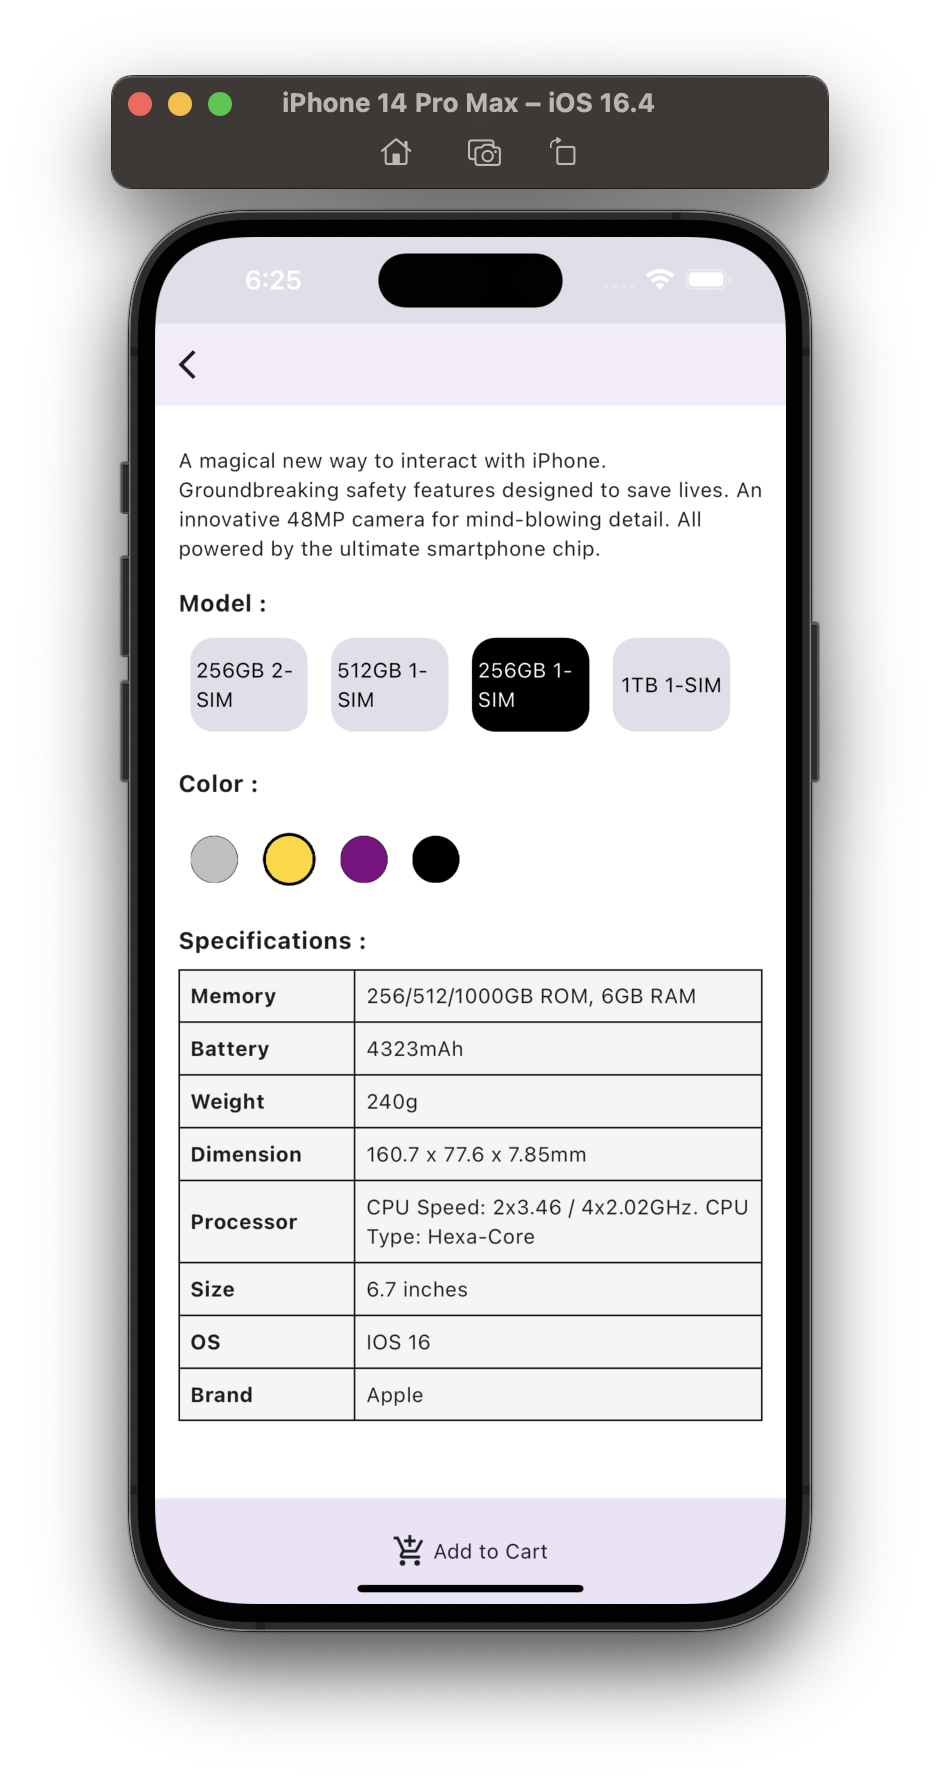 iPhone 14 Pro Max – iOS 16.4
6:25
A magical new way to interact with iPhone.
Groundbreaking safety features designed to save lives. An
innovative 48MP camera for mind-blowing detail. All
powered by the ultimate smartphone chip.
Model :
256GB 2-
SIM
512GB 1-
SIM
256GB 1-
SIM
1TB 1-SIM
Color :
Specifications :
Memory 256/512/1000GB ROM, 6GB RAM
Battery 4323mAh
Weight 240g
Dimension 160.7 x 77.6 x 7.85mm
Processor CPU Speed: 2x3.46 / 4x2.02GHz. CPU
Type: Hexa-Core
Size 6.7 inches
OS IOS 16
Brand Apple
Add to Cart